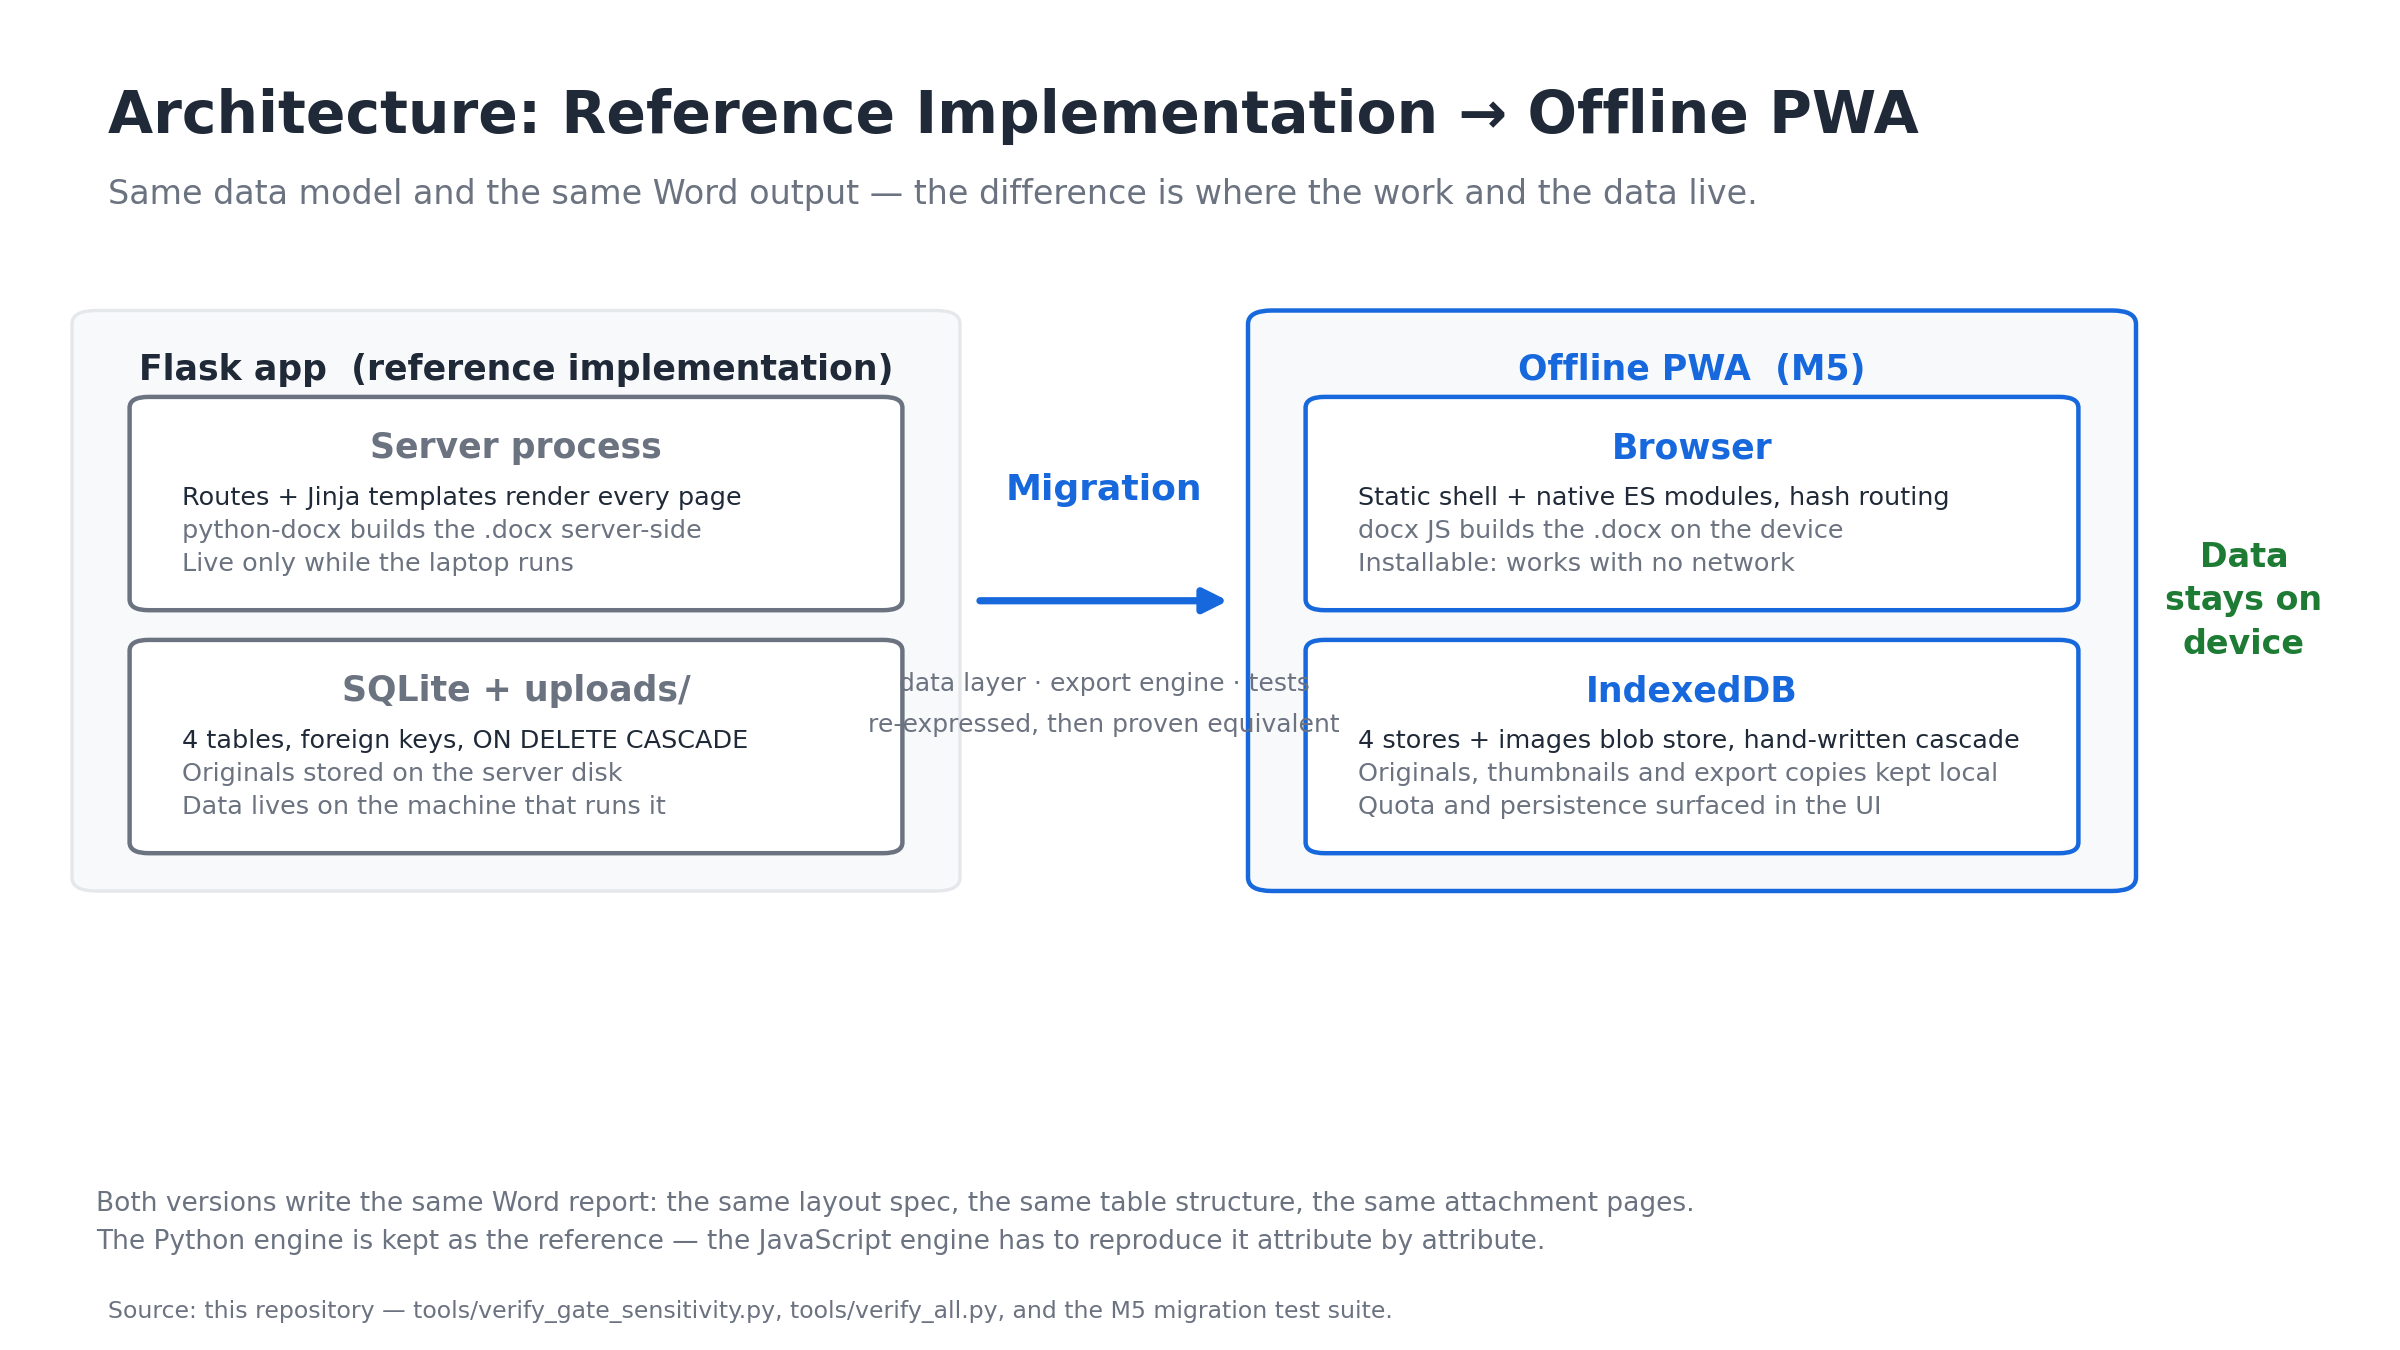 Architecture: Reference Implementation → Offline PWA
Same data model and the same Word output — the difference is where the work and the data live.
Flask app (reference implementation)
Server process
Routes + Jinja templates render every page
python-docx builds the .docx server-side
Live only while the laptop runs
SQLite + uploads/
4 tables, foreign keys, ON DELETE CASCADE
Originals stored on the server disk
Data lives on the machine that runs it
Migration
data layer · export engine · tests
re-expressed, then proven equivalent
Offline PWA (M5)
Browser
Static shell + native ES modules, hash routing
docx JS builds the .docx on the device
Installable: works with no network
IndexedDB
4 stores + images blob store, hand-written cascade
Originals, thumbnails and export copies kept local
Quota and persistence surfaced in the UI
Data
stays on
device
Both versions write the same Word report: the same layout spec, the same table structure, the same attachment pages.
The Python engine is kept as the reference — the JavaScript engine has to reproduce it attribute by attribute.
Source: this repository — tools/verify_gate_sensitivity.py, tools/verify_all.py, and the M5 migration test suite.